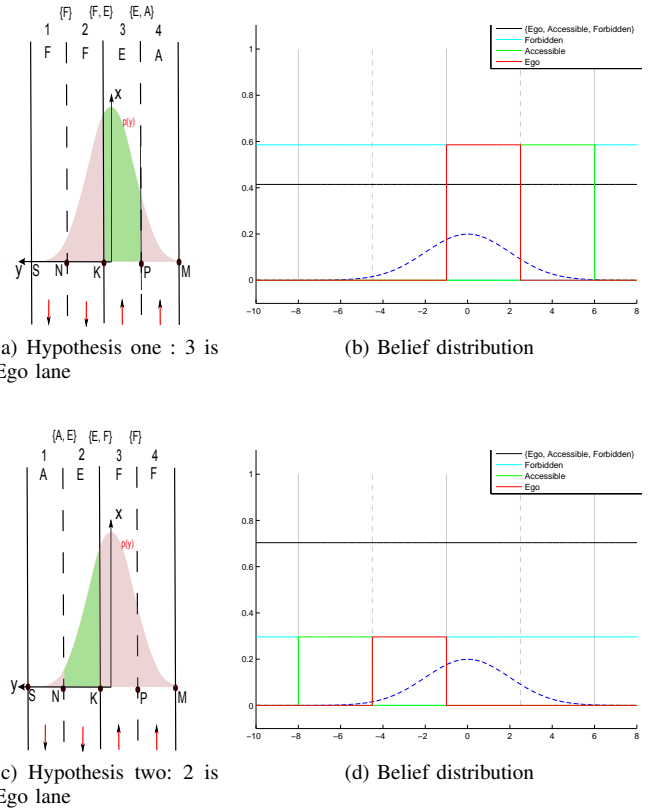 {F} {F, E} {E, A}
1 2 3 4
F F E A
x
p(y)
y S N K P M
a) Hypothesis one : 3 is
Ego lane
{Ego, Accessible, Forbidden}
Forbidden
Accessible
Ego
1
0.8
0.6
0.4
0.2
0
−10 −8 −6 −4 −2 0 2 4 6 8
(b) Belief distribution
{A, E} {E, F} {F}
1 2 3 4
A E F F
x
p(y)
y S N K P M
c) Hypothesis two: 2 is
Ego lane
{Ego, Accessible, Forbidden}
Forbidden
Accessible
Ego
1
0.8
0.6
0.4
0.2
0
−10 −8 −6 −4 −2 0 2 4 6 8
(d) Belief distribution